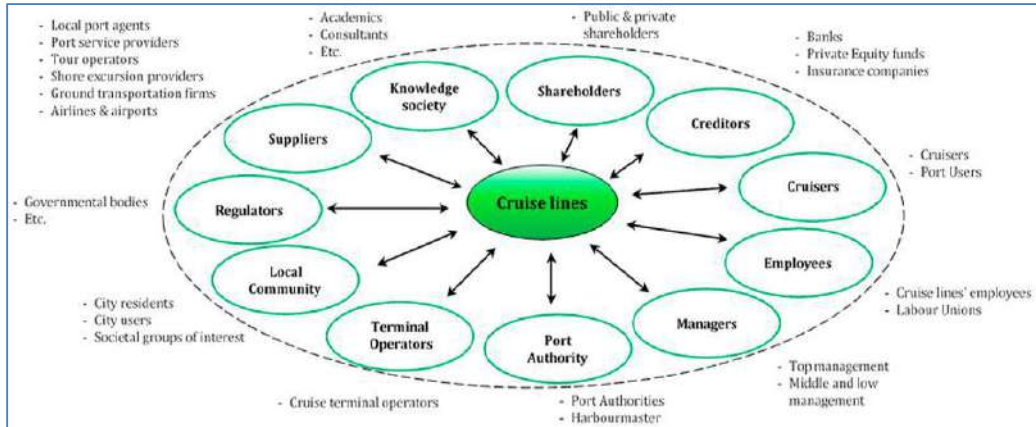 - Local port agents
- Port service providers
- Tour operators
- Shore excursion providers
- Ground transportation firms
- Airlines & airports
- Academics
- Consultants
- Etc.
- Public & private
shareholders
- Banks
- Private Equity funds
- Insurance companies
Knowledge
society
Shareholders
Creditors
Suppliers
- Cruisers
- Port Users
Cruisers
Cruise lines
- Governmental bodies
- Etc.
Regulators
Employees
Local
Community
- Cruise lines' employees
- Labour Unions
- City residents
- City users
- Societal groups of interest
Terminal
Operators
Port
Authority
Managers
- Top management
- Middle and low
management
- Cruise terminal operators
- Port Authorities
- Harbourmaster